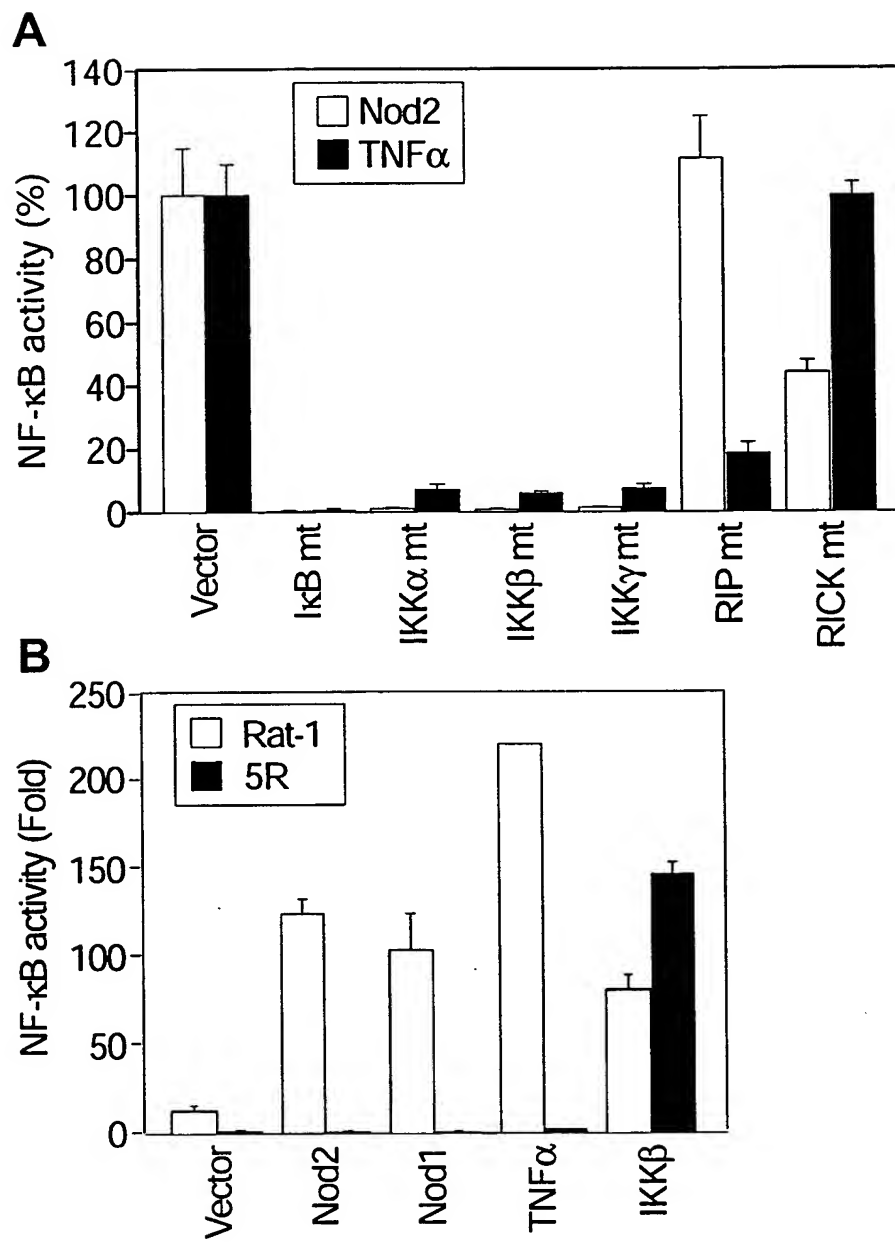 A
NF-κB activity (%)
140
120
100
80
60
40
20
0
Nod2
TNFα
Vector
IκB mt
IKKα mt
IKKβ mt
IKKγ mt
RIP mt
RICK mt
B
NF-κB activity (Fold)
250
200
150
100
50
0
Rat-1
5R
Vector
Nod2
Nod1
TNFα
IKKβ